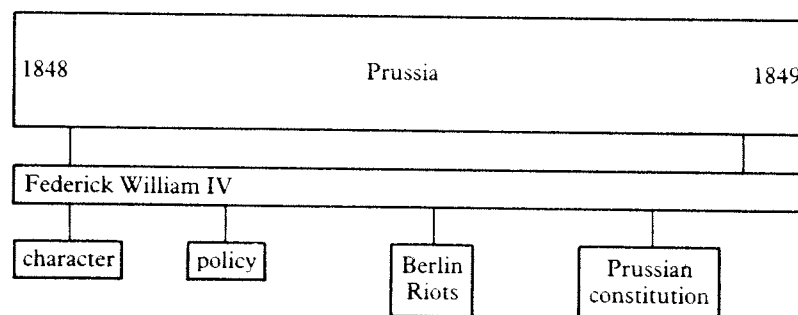 1848 Prussia 1849
Federick William IV
character policy Berlin Riots Prussian constitution